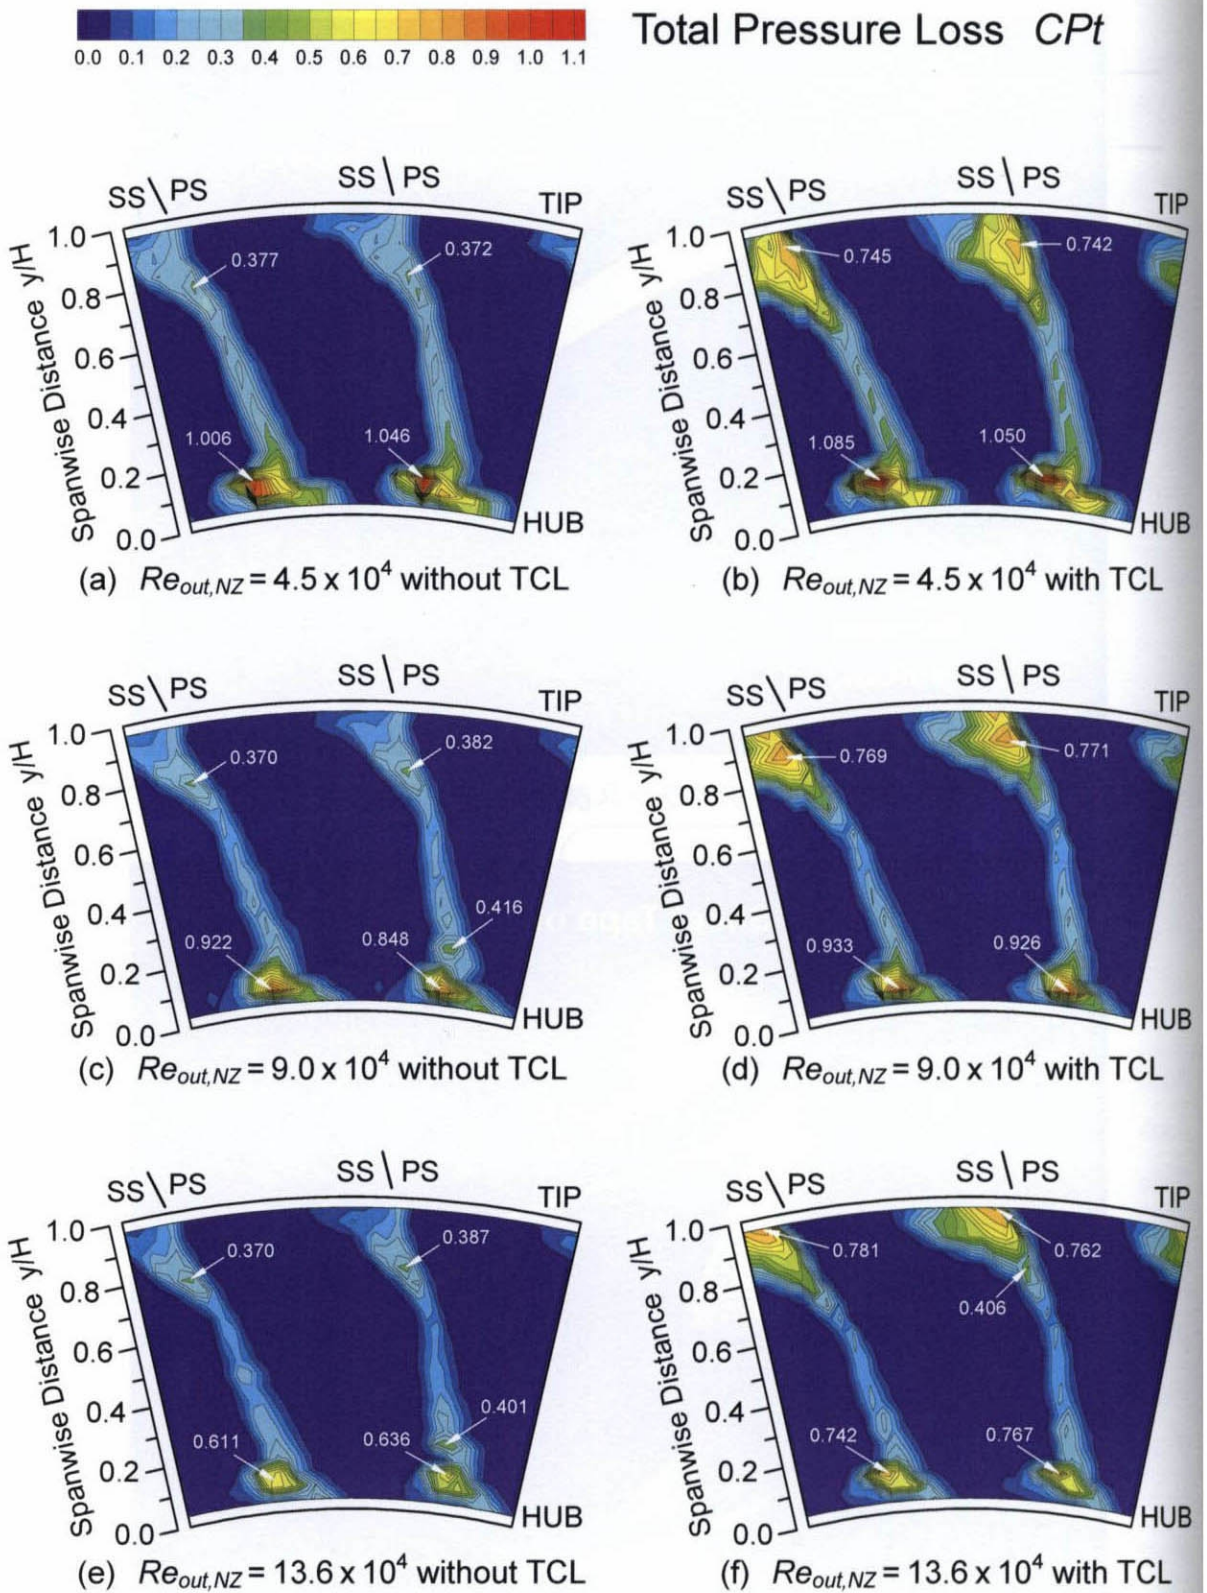 Total Pressure Loss CPt
0.0 0.1 0.2 0.3 0.4 0.5 0.6 0.7 0.8 0.9 1.0 1.1
SS \ PS
SS \ PS
TIP
Spanwise Distance y/H
1.0
0.8
0.6
0.4
0.2
0.0
0.377
0.372
1.006
1.046
HUB
(a) Re_out,NZ = 4.5 x 10⁴ without TCL
SS \ PS
SS \ PS
TIP
Spanwise Distance y/H
1.0
0.8
0.6
0.4
0.2
0.0
0.745
0.742
1.085
1.050
HUB
(b) Re_out,NZ = 4.5 x 10⁴ with TCL
SS \ PS
SS \ PS
TIP
Spanwise Distance y/H
1.0
0.8
0.6
0.4
0.2
0.0
0.370
0.382
0.416
0.922
0.848
HUB
(c) Re_out,NZ = 9.0 x 10⁴ without TCL
SS \ PS
SS \ PS
TIP
Spanwise Distance y/H
1.0
0.8
0.6
0.4
0.2
0.0
0.769
0.771
0.933
0.926
HUB
(d) Re_out,NZ = 9.0 x 10⁴ with TCL
SS \ PS
SS \ PS
TIP
Spanwise Distance y/H
1.0
0.8
0.6
0.4
0.2
0.0
0.370
0.387
0.401
0.611
0.636
HUB
(e) Re_out,NZ = 13.6 x 10⁴ without TCL
SS \ PS
SS \ PS
TIP
Spanwise Distance y/H
1.0
0.8
0.6
0.4
0.2
0.0
0.781
0.762
0.406
0.742
0.767
HUB
(f) Re_out,NZ = 13.6 x 10⁴ with TCL